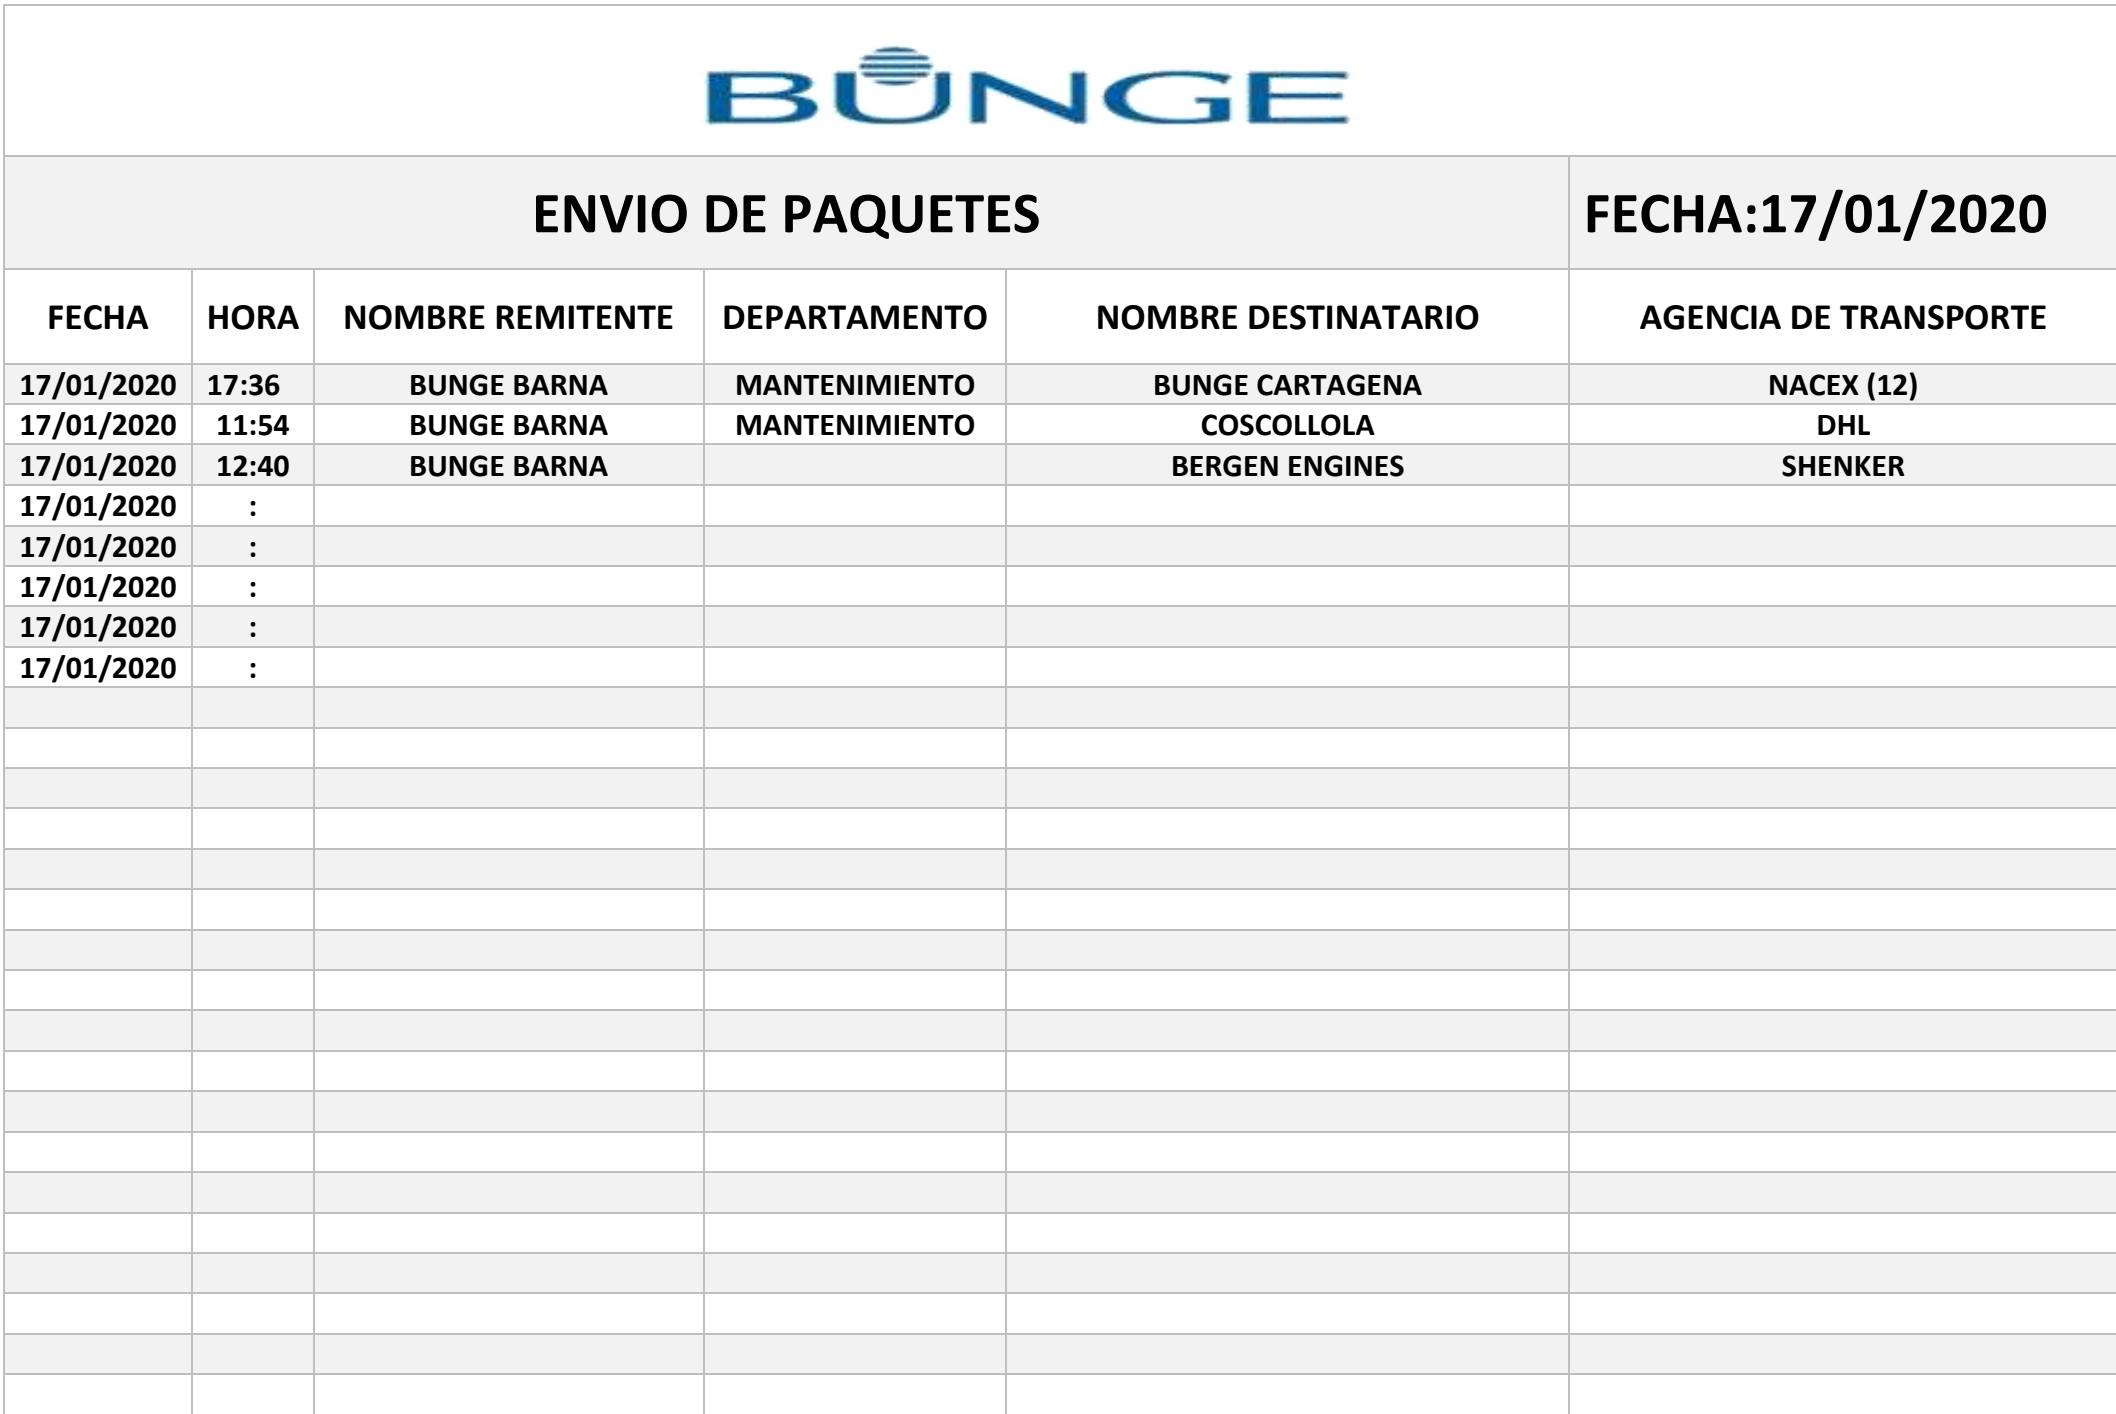 BUNGE
ENVIO DE PAQUETES FECHA:17/01/2020
FECHA HORA NOMBRE REMITENTE DEPARTAMENTO NOMBRE DESTINATARIO AGENCIA DE TRANSPORTE
17/01/2020 17:36 BUNGE BARNA MANTENIMIENTO BUNGE CARTAGENA NACEX (12)
17/01/2020 11:54 BUNGE BARNA MANTENIMIENTO COSCOLLOLA DHL
17/01/2020 12:40 BUNGE BARNA BERGEN ENGINES SHENKER
17/01/2020 :
17/01/2020 :
17/01/2020 :
17/01/2020 :
17/01/2020 :